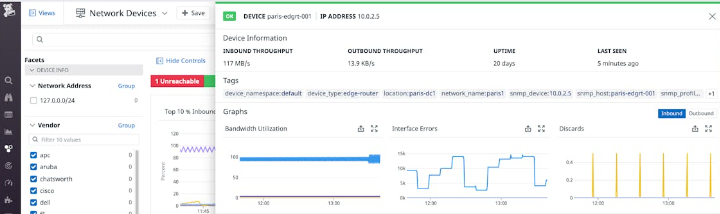 Views
Network Devices
+ Save
Facets
DEVICE INFO
Network Address
Group
127.0.0.0/24
0
Vendor
Group
Filter 10 values
apc
0
aruba
0
chatsworth
0
cisco
0
dell
0
Hide Controls
1 Unreachable
Top 10 % Inbound
Percent
120
100
80
60
40
20
0
11:45
OK DEVICE paris-edgrt-001 | IP ADDRESS 10.0.2.5
Device Information
INBOUND THROUGHPUT OUTBOUND THROUGHPUT UPTIME LAST SEEN
117 MB/s 13.9 KB/s 20 days 5 minutes ago
Tags
device_namespace:default device_type:edge-router location:paris-dc1 network_name:paris1 snmp_device:10.0.2.5 snmp_host:paris-edgrt-001 snmp_profil... +1
Graphs
Inbound Outbound
Bandwidth Utilization
100
50
0
12:00 13:00
Interface Errors
15k
10k
5k
0k
12:00 13:00
Discards
0.4
0.2
0
12:00 13:00